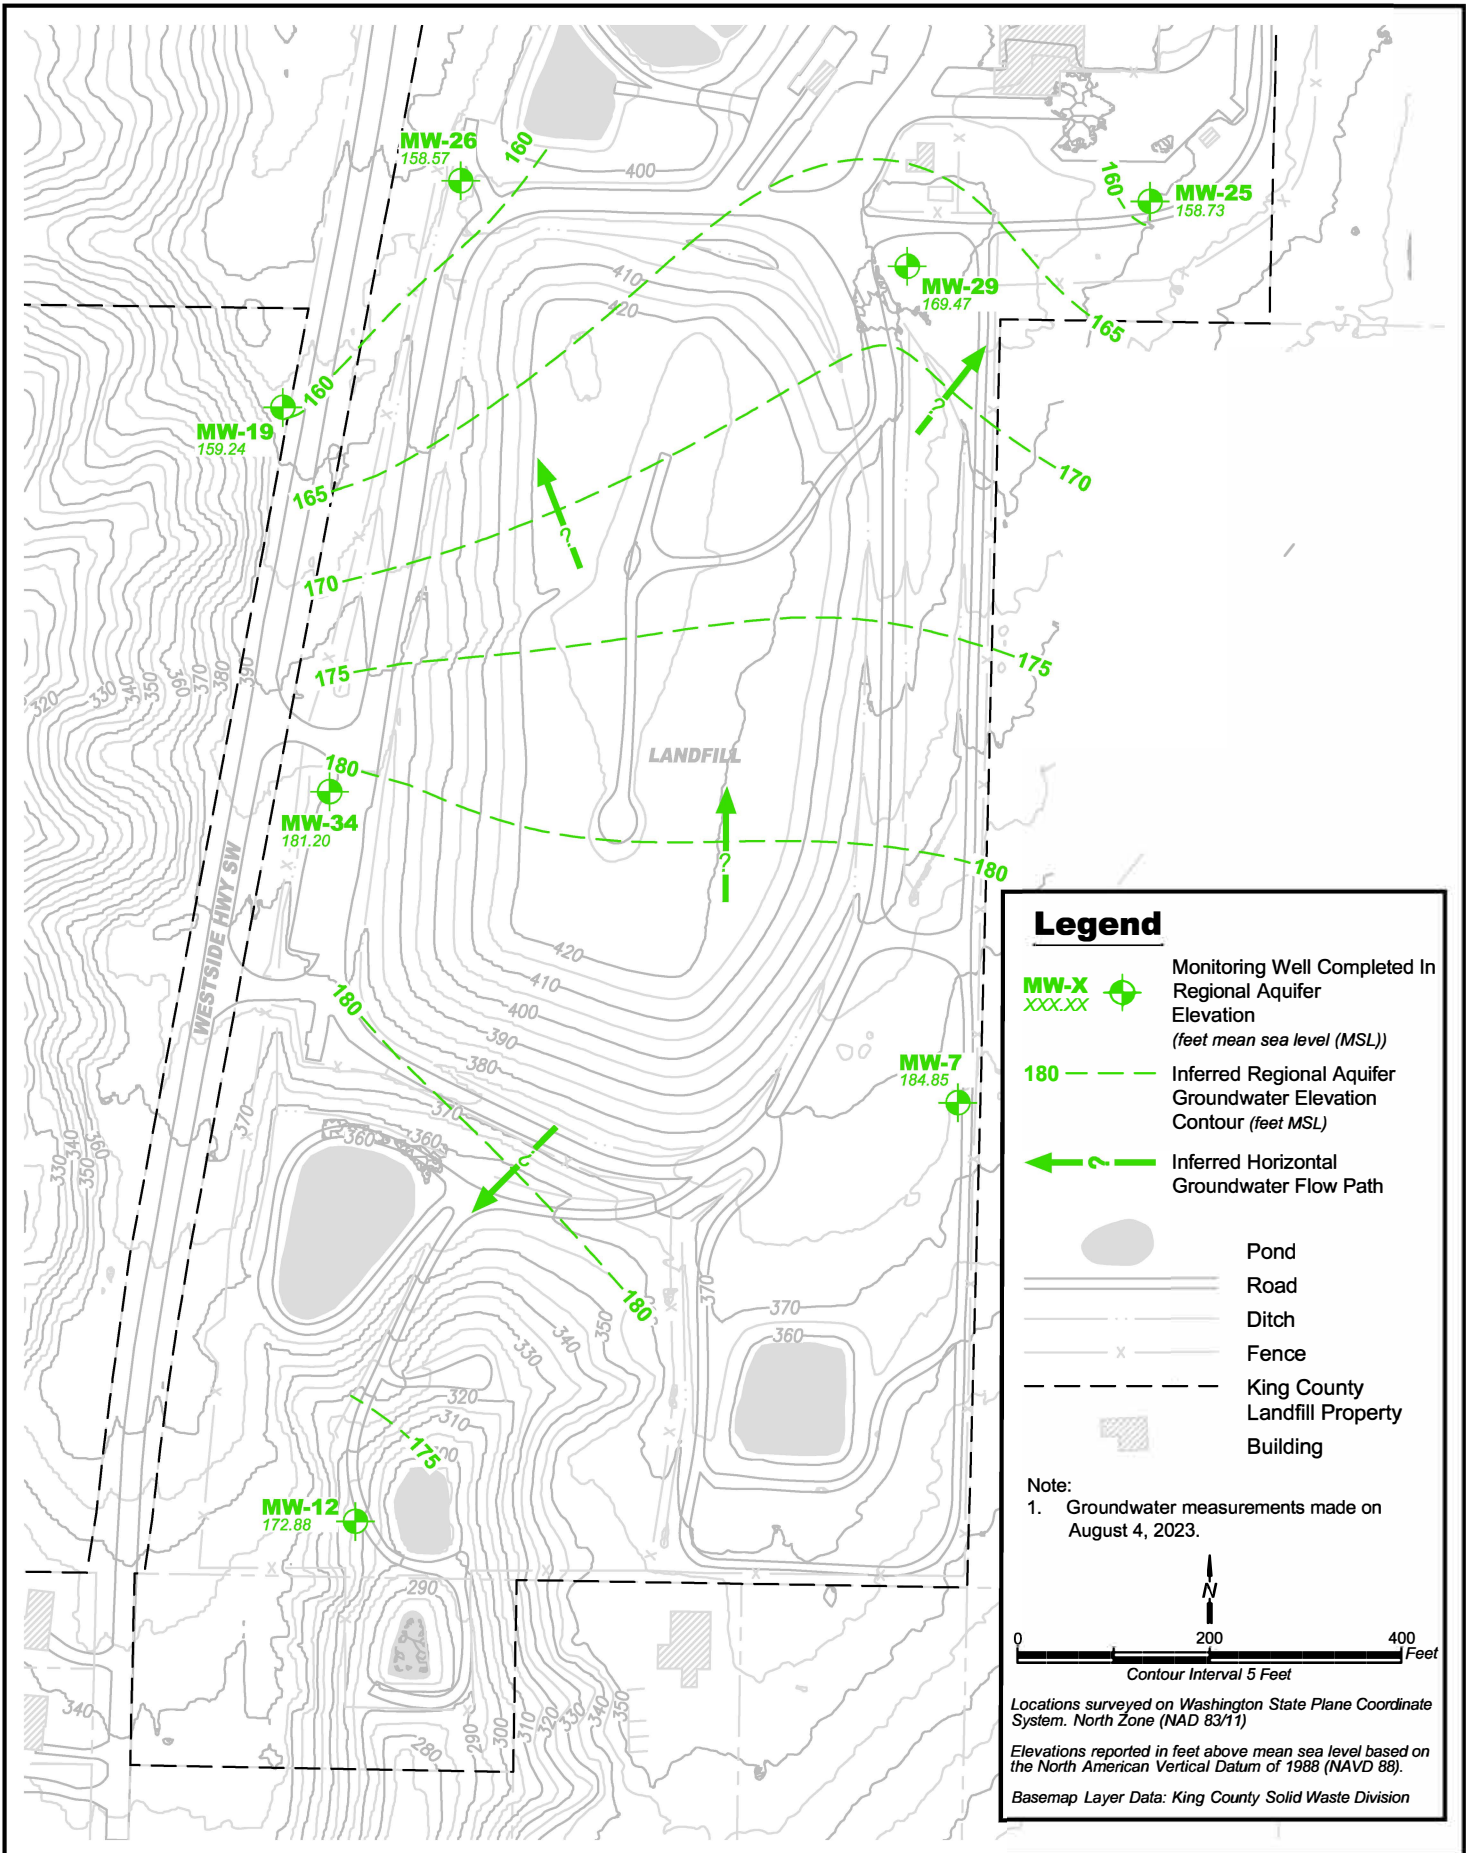 MW-26
158.57
160
400
160
MW-25
158.73
410
420
MW-29
169.47
165
160
MW-19
159.24
165
170
170
175
175
320
330
340
350
360
370
380
390
LANDFILL
180
MW-34
181.20
180
WESTSIDE HWY SW
420
410
400
390
380
370
360
360
180
MW-7
184.85
370
330
340
350
360
180
370
370
360
350
340
330
320
310
300
175
MW-12
172.88
290
340
280
290
300
310
320
330
340
350
Legend
MW-X
XXX.XX
Monitoring Well Completed In
Regional Aquifer
Elevation
(feet mean sea level (MSL))
180
Inferred Regional Aquifer
Groundwater Elevation
Contour (feet MSL)
?
Inferred Horizontal
Groundwater Flow Path
Pond
Road
Ditch
x
Fence
King County
Landfill Property
Building
Note:
1. Groundwater measurements made on
August 4, 2023.
N
0 200 400
Feet
Contour Interval 5 Feet
Locations surveyed on Washington State Plane Coordinate
System. North Zone (NAD 83/11)
Elevations reported in feet above mean sea level based on
the North American Vertical Datum of 1988 (NAVD 88).
Basemap Layer Data: King County Solid Waste Division